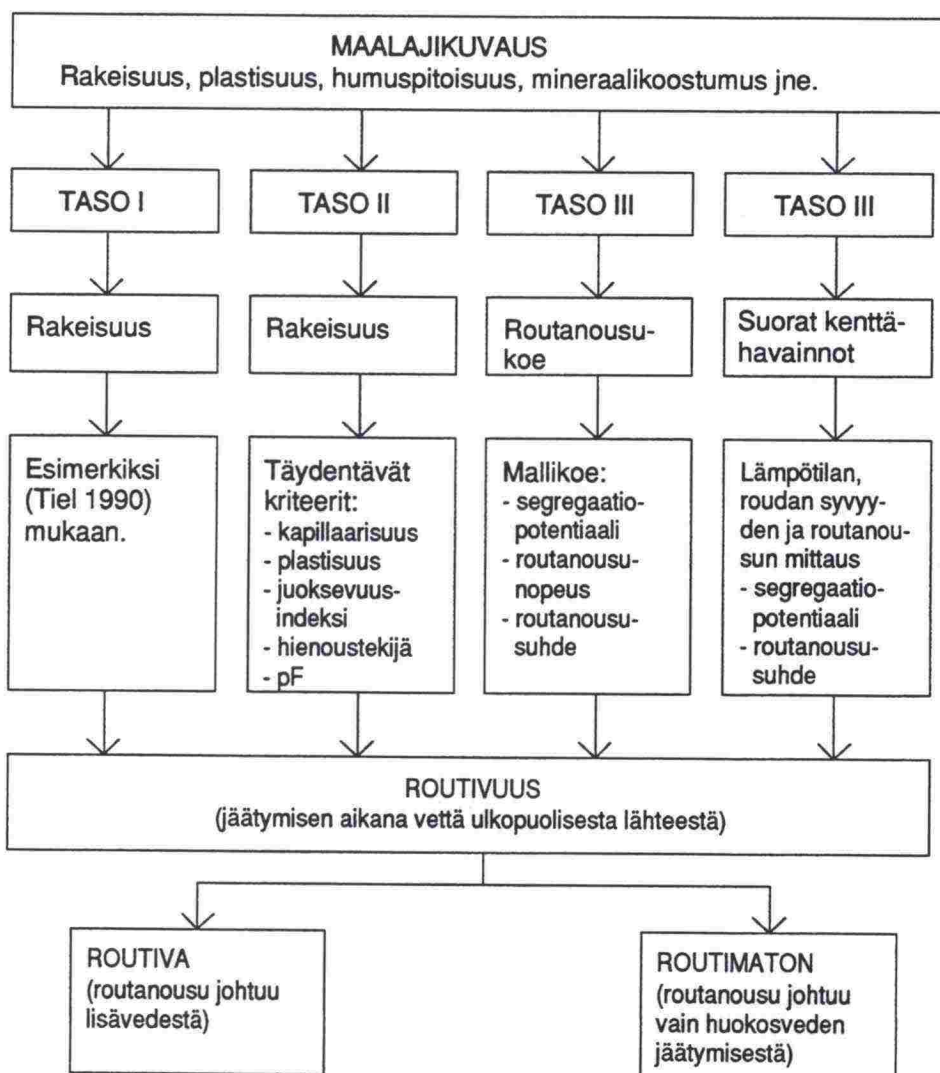 MAALAJIKUVAUS
Rakeisuus, plastisuus, humuspitoisuus, mineraalikoostumus jne.
TASO I
TASO II
TASO III
TASO III
Rakeisuus
Rakeisuus
Routanousu-
koe
Suorat kenttä-
havainnot
Esimerkiksi
(Tiel 1990)
mukaan.
Täydentävät
kriteerit:
- kapillaarisuus
- plastisuus
- juoksevuus-
indeksi
- hienoustekijä
- pF
Mallikoe:
- segregaatio-
potentiaali
- routanousu-
nopeus
- routanousu-
suhde
Lämpötilan,
roudan syvyy-
den ja routanou-
sun mittaus
- segregaatio-
potentiaali
- routanousu-
suhde
ROUTIVUUS
(jäätymisen aikana vettä ulkopuolisesta lähteestä)
ROUTIVA
(routanousu johtuu
lisävedestä)
ROUTIMATON
(routanousu johtuu
vain huokosveden
jäätymisestä)